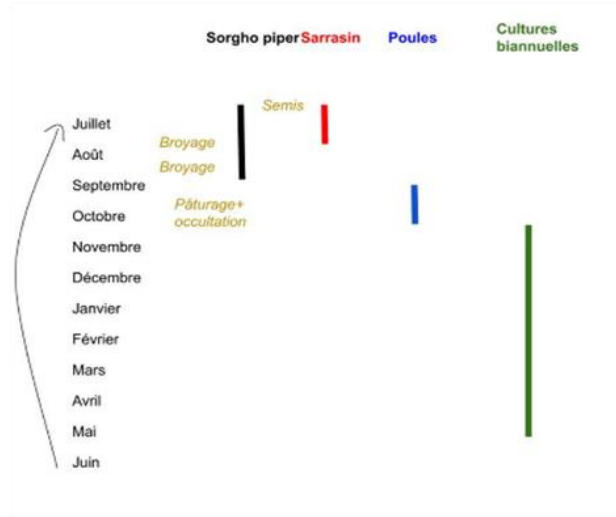 Sorgho piper Sarrasin Poules Cultures
biannuelles
Semis
Juillet
Broyage
Août
Broyage
Septembre
Pâturage+
Octobre
occultation
Novembre
Décembre
Janvier
Février
Mars
Avril
Mai
Juin